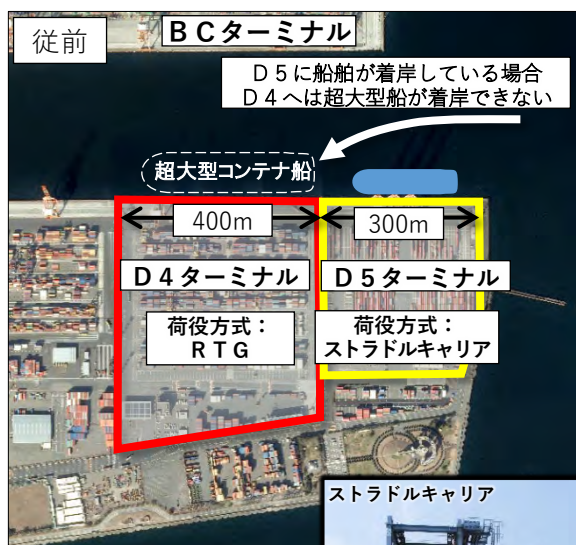 従前
ＢＣターミナル
Ｄ５に船舶が着岸している場合
Ｄ４へは超大型船が着岸できない
超大型コンテナ船
400m
300m
Ｄ４ターミナル
Ｄ５ターミナル
荷役方式：
ＲＴＧ
荷役方式：
ストラドルキャリア
ストラドルキャリア